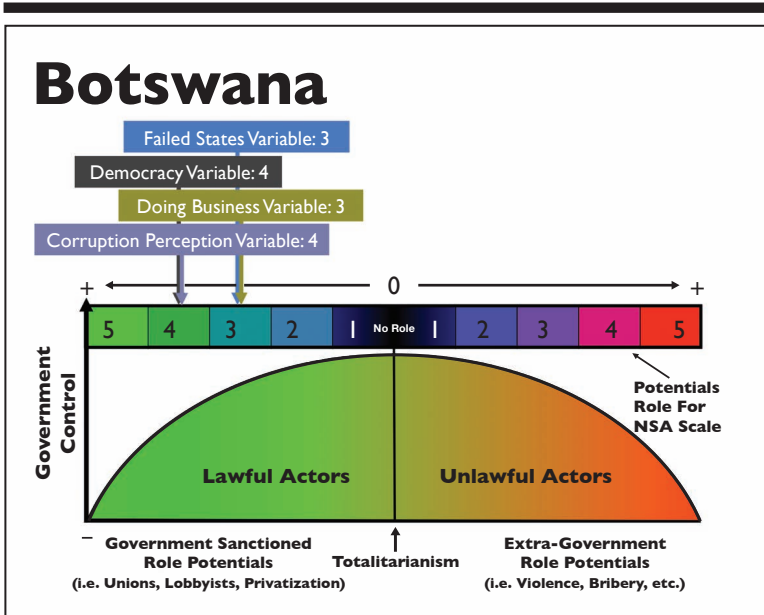 Botswana
Failed States Variable: 3
Democracy Variable: 4
Doing Business Variable: 3
Corruption Perception Variable: 4
+ 0 +
5 4 3 2 1 No Role 1 2 3 4 5
Government
Control
Potentials
Role For
NSA Scale
Lawful Actors
Unlawful Actors
–
Government Sanctioned
Role Potentials
(i.e. Unions, Lobbyists, Privatization)
Totalitarianism
Extra-Government
Role Potentials
(i.e. Violence, Bribery, etc.)